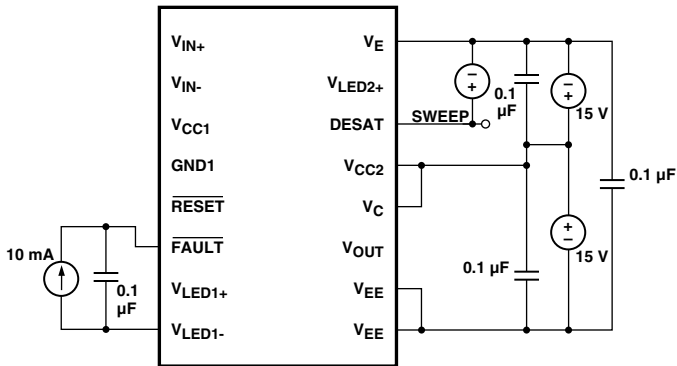 VIN+
VIN-
VCC1
GND1
RESET
FAULT
VLED1+
VLED1-
VE
VLED2+
DESAT
VCC2
VC
VOUT
VEE
VEE
10 mA
0.1
µF
SWEEP
0.1
µF
15 V
0.1 µF
15 V
0.1 µF